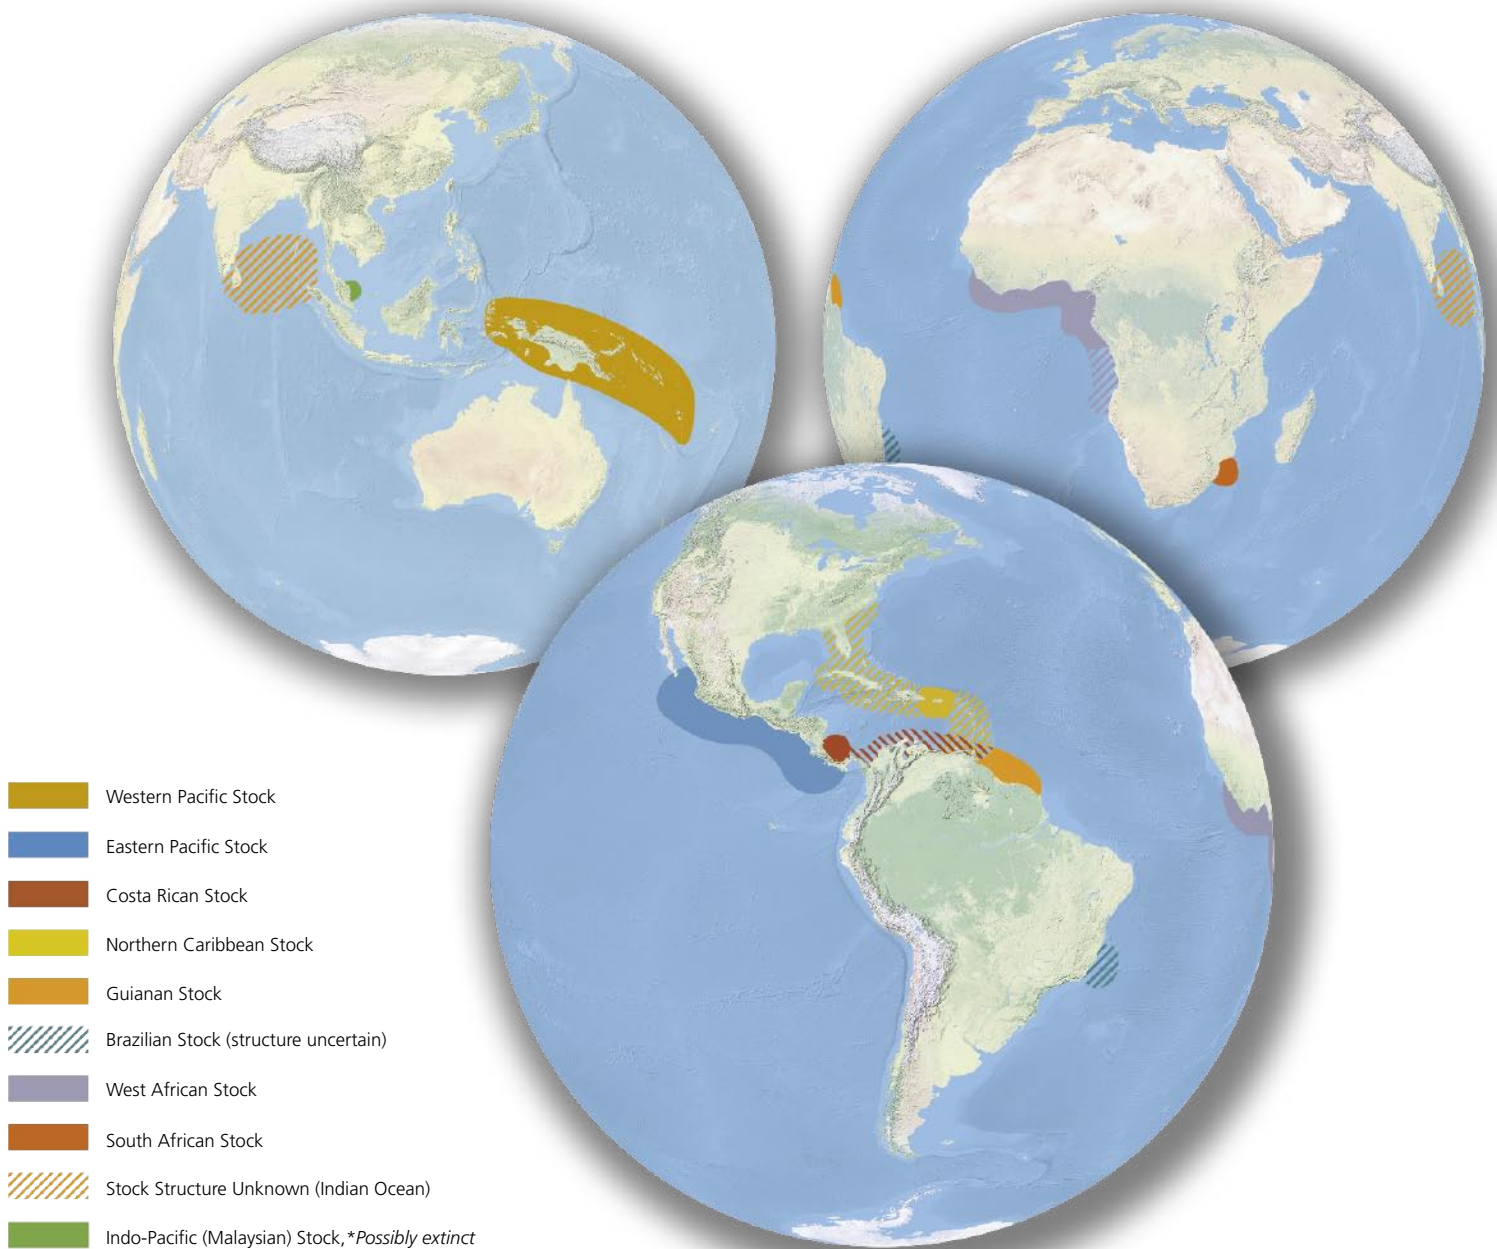 Western Pacific Stock
Eastern Pacific Stock
Costa Rican Stock
Northern Caribbean Stock
Guianan Stock
Brazilian Stock (structure uncertain)
West African Stock
South African Stock
Stock Structure Unknown (Indian Ocean)
Indo-Pacific (Malaysian) Stock,*Possibly extinct